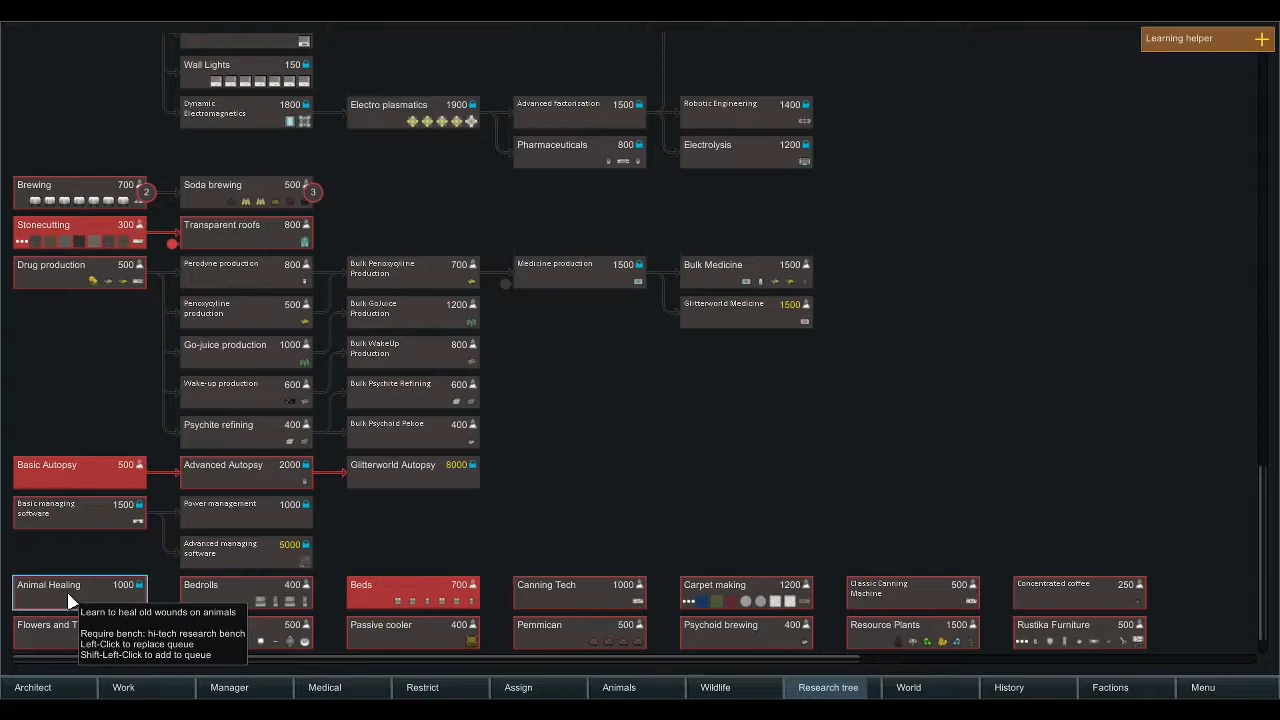 Learning helper
Wall Lights 150
Dynamic
Electromagnetics 1800
Electro plasmatics 1900
Advanced factorization 1500
Robotic Engineering 1400
Pharmaceuticals 800
Electrolysis 1200
Brewing 700
2
Soda brewing 500
3
Stonecutting 300
Transparent roofs 800
Drug production 500
Perodyne production 800
Bulk Penoxycyline
Production 700
Medicine production 1500
Bulk Medicine 1500
Penoxycyline
production 500
Bulk GoJuice
Production 1200
Glitterworld Medicine 1500
Go-juice production 1000
Bulk WakeUp
Production 800
Wake-up production 600
Bulk Psychite Refining 600
Psychite refining 400
Bulk Psychoid Pekoe 400
Basic Autopsy 500
Advanced Autopsy 2000
Glitterworld Autopsy 8000
Basic managing
software 1500
Power management 1000
Advanced managing
software 5000
Animal Healing 1000
Bedrolls 400
Beds 700
Canning Tech 1000
Carpet making 1200
Classic Canning
Machine 500
Concentrated coffee 250
Flowers and T
500
Passive cooler 400
Pemmican 500
Psychoid brewing 400
Resource Plants 1500
Rustika Furniture 500
Learn to heal old wounds on animals
Require bench: hi-tech research bench
Left-Click to replace queue
Shift-Left-Click to add to queue
Architect
Work
Manager
Medical
Restrict
Assign
Animals
Wildlife
Research tree
World
History
Factions
Menu